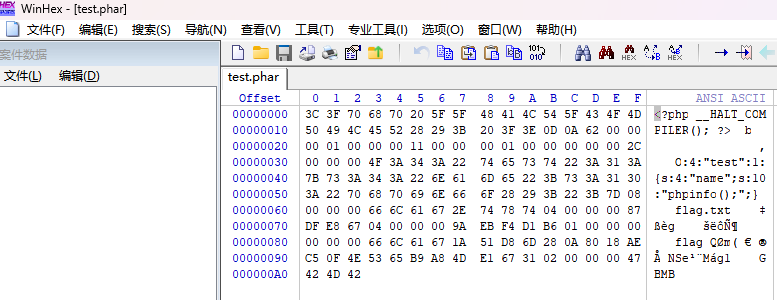 WinHex - [test.phar]
文件(F) 编辑(E) 搜索(S) 导航(N) 查看(V) 工具(T) 专业工具(I) 选项(O) 窗口(W) 帮助(H)
案件数据
文件(L) 编辑(D)
test.phar
Offset 0 1 2 3 4 5 6 7 8 9 A B C D E F ANSI ASCII
00000000 3C 3F 70 68 70 20 5F 5F 48 41 4C 54 5F 43 4F 4D <?php __HALT_COM
00000010 50 49 4C 45 52 28 29 3B 20 3F 3E 0D 0A 62 00 00 PILER(); ?> b
00000020 00 01 00 00 00 11 00 00 00 01 00 00 00 00 00 2C ,
00000030 00 00 00 4F 3A 34 3A 22 74 65 73 74 22 3A 31 3A O:4:"test":1:
00000040 7B 73 3A 34 3A 22 6E 61 6D 65 22 3B 73 3A 31 30 {s:4:"name";s:10
00000050 3A 22 70 68 70 69 6E 66 6F 28 29 3B 22 3B 7D 08 :"phpinfo();";}
00000060 00 00 00 66 6C 61 67 2E 74 78 74 04 00 00 00 87 flag.txt ‡
00000070 DF E8 67 04 00 00 00 9A EB F4 D1 B6 01 00 00 00 ßèg šëôÑ¶
00000080 00 00 00 66 6C 61 67 1A 51 D8 6D 28 0A 80 18 AE flag QØm( € ®
00000090 C5 0F 4E 53 65 B9 A8 4D E1 67 31 02 00 00 00 47 Å NSe¹¨Mág1 G
000000A0 42 4D 42 BMB